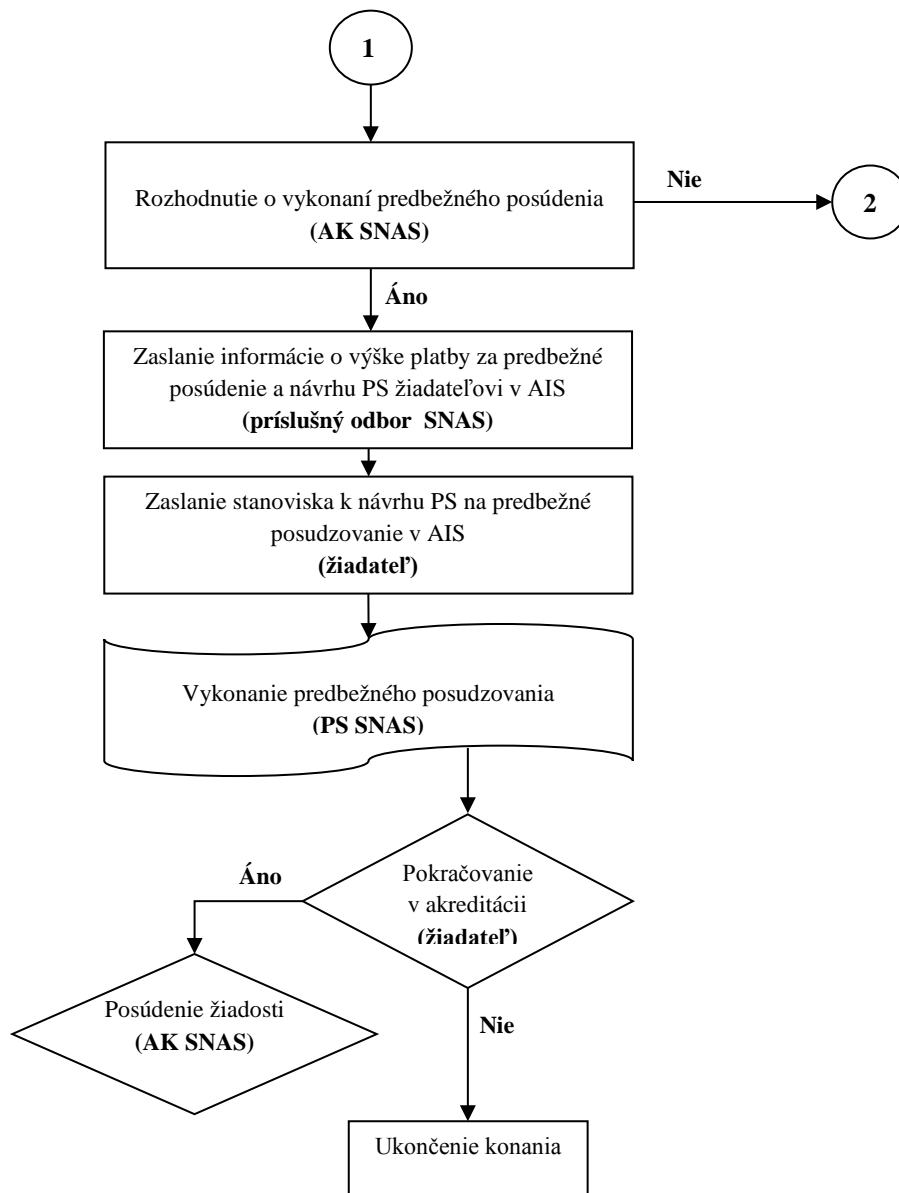 1
Rozhodnutie o vykonaní predbežného posúdenia
(AK SNAS)
Nie
2
Áno
Zaslanie informácie o výške platby za predbežné
posúdenie a návrhu PS žiadateľovi v AIS
(príslušný odbor  SNAS)
Zaslanie stanoviska k návrhu PS na predbežné
posudzovanie v AIS
(žiadateľ)
Vykonanie predbežného posudzovania
(PS SNAS)
Pokračovanie
v akreditácii
(žiadateľ)
Áno
Posúdenie žiadosti
(AK SNAS)
Nie
Ukončenie konania